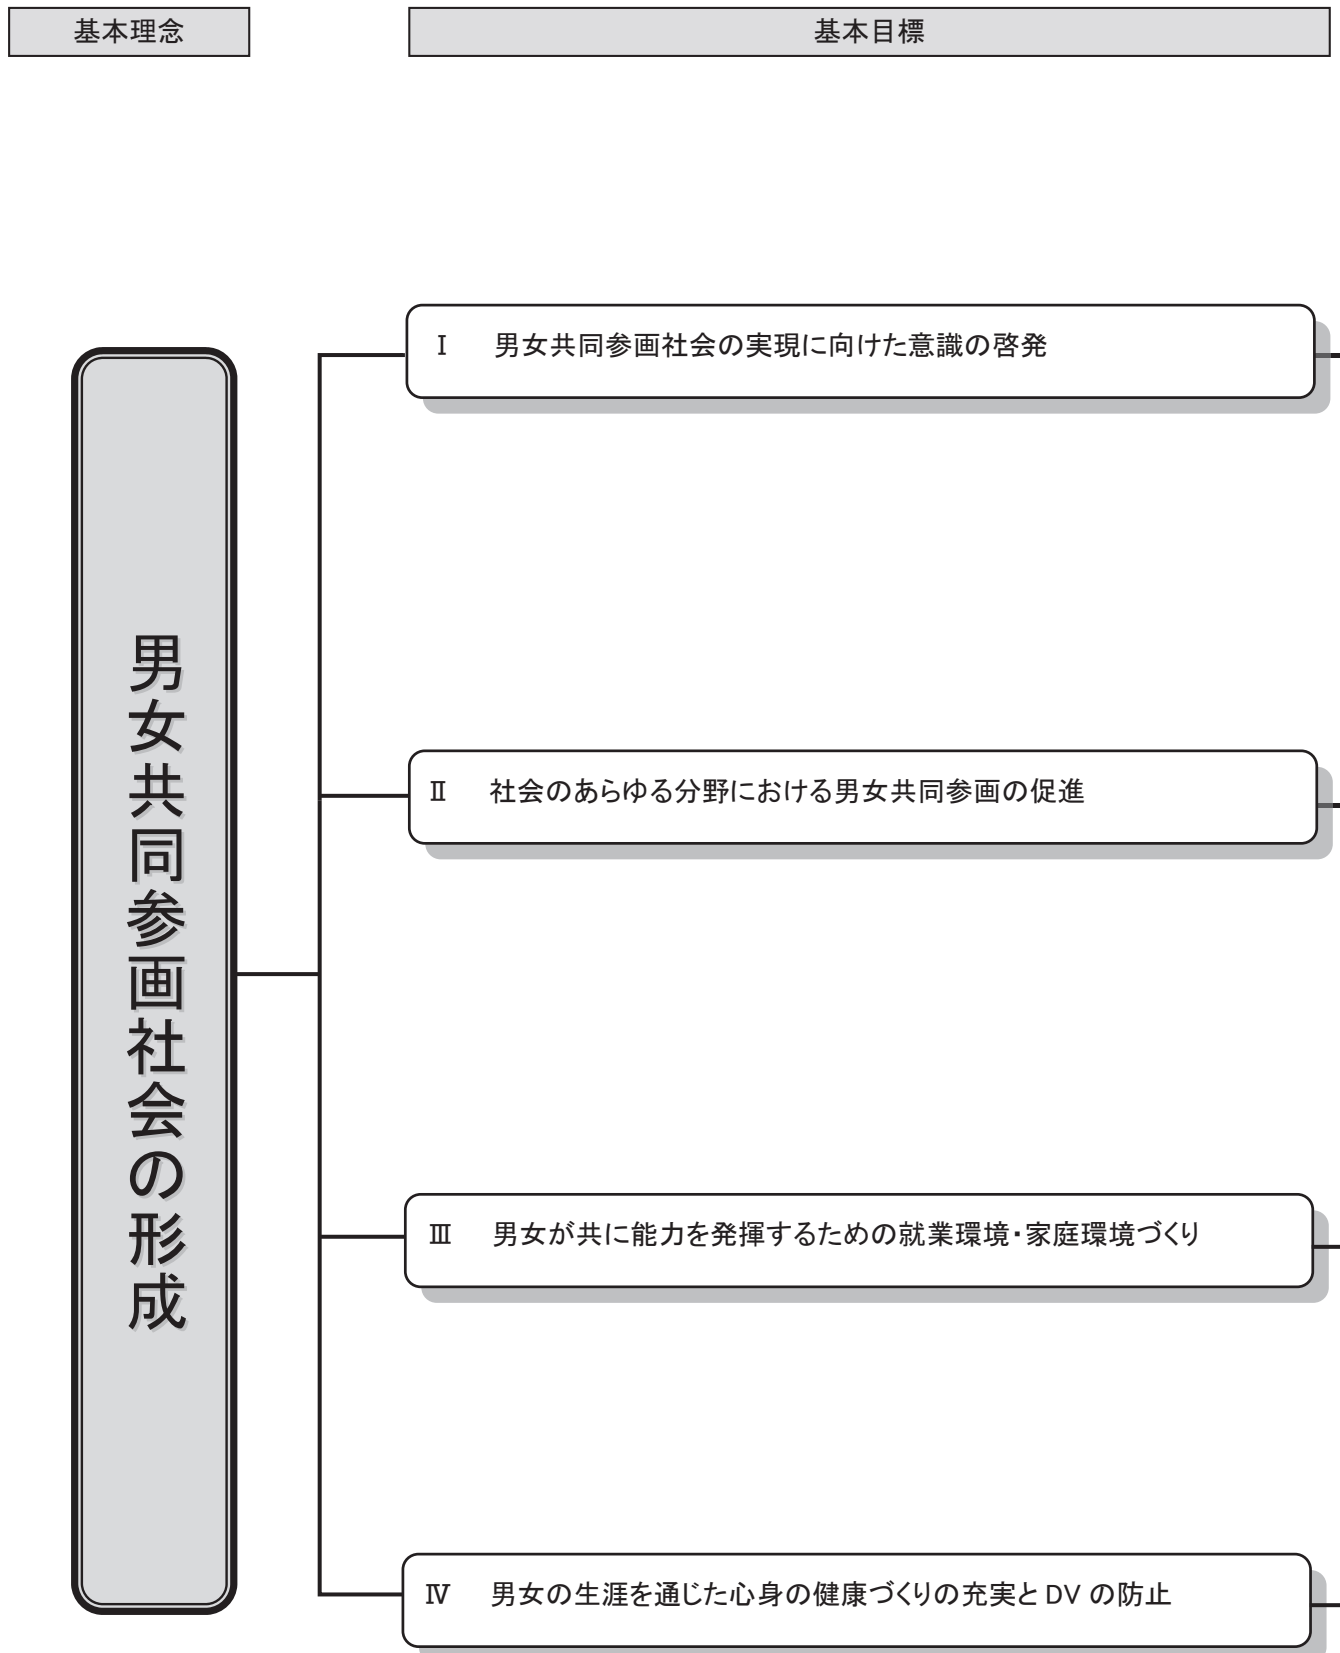 基本理念
基本目標
男女共同参画社会の形成
Ⅰ 男女共同参画社会の実現に向けた意識の啓発
Ⅱ 社会のあらゆる分野における男女共同参画の促進
Ⅲ 男女が共に能力を発揮するための就業環境・家庭環境づくり
Ⅳ 男女の生涯を通じた心身の健康づくりの充実と DV の防止